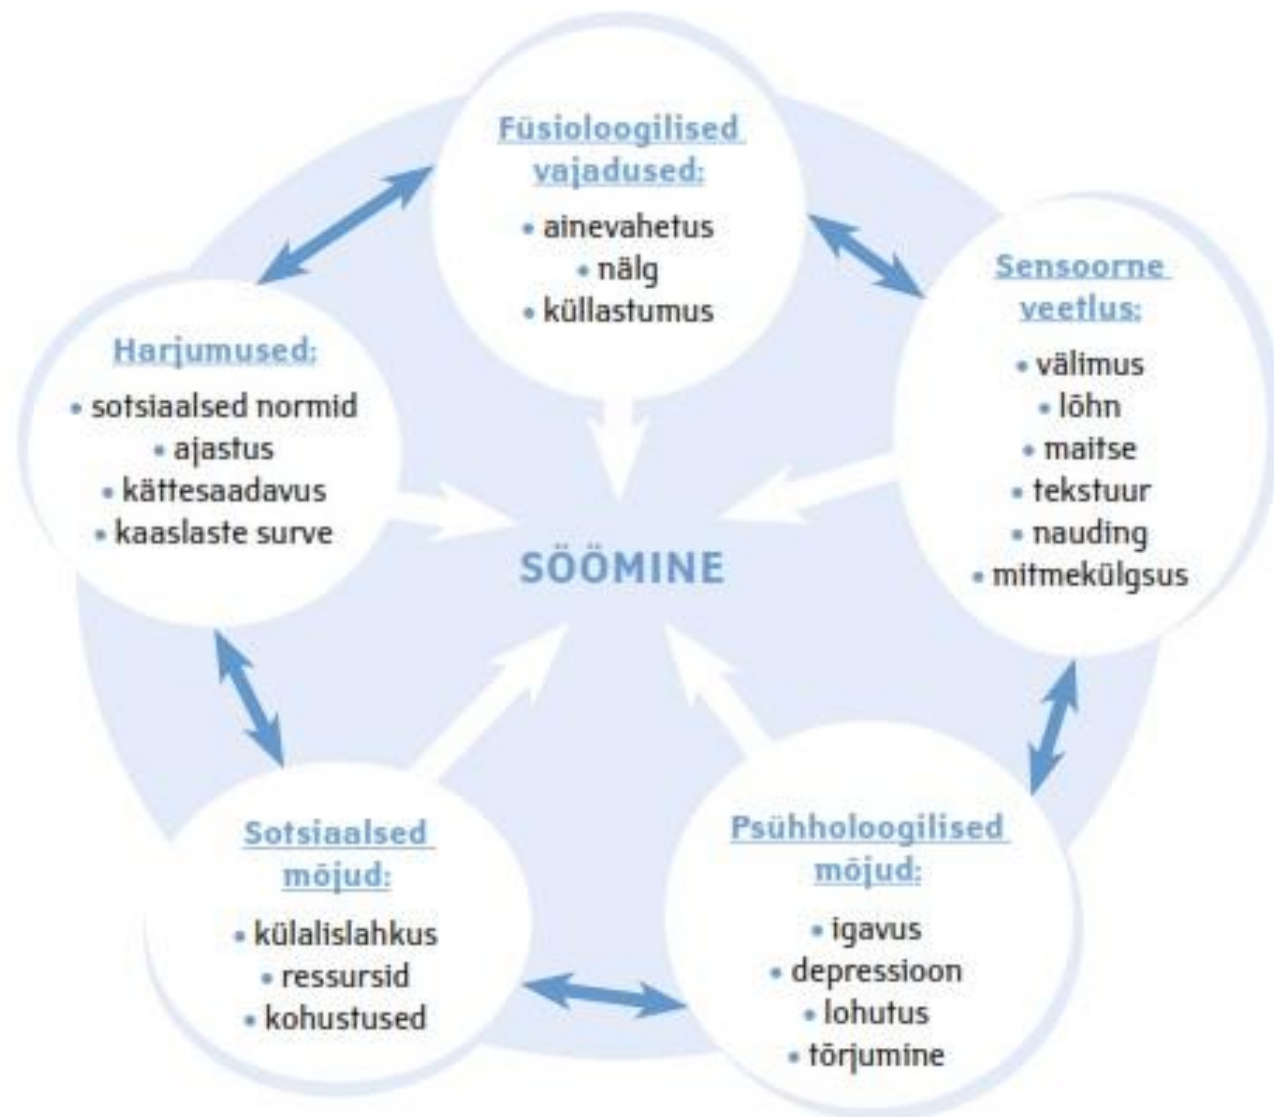 Füsioloogilised
vajadused:
• ainevahetus
• nälg
• küllastumus
Sensoorne
veetlus:
• välimus
• lõhn
• maitse
• tekstuur
• nauding
• mitmekülgsus
Harjumused:
• sotsiaalsed normid
• ajastus
• kättesaadavus
• kaaslaste surve
SÖÖMINE
Sotsiaalsed
mõjud:
• külalislahkus
• ressursid
• kohustused
Psühholoogilised
mõjud:
• igavus
• depressioon
• lohutus
• tõrjumine